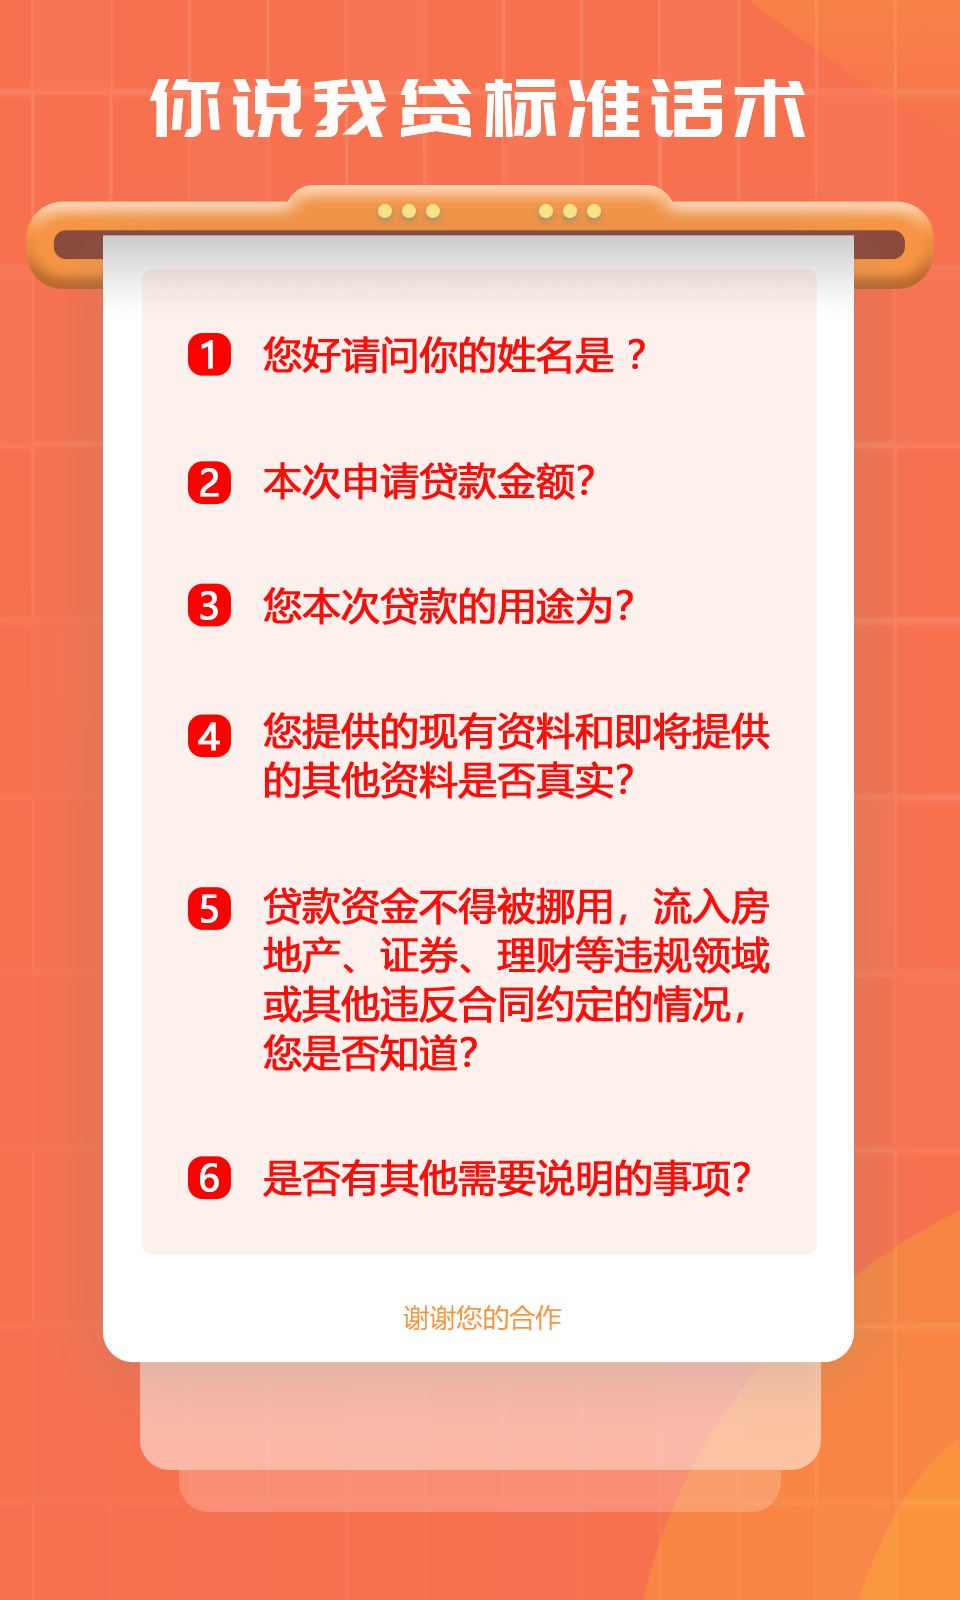 你说我贷标准话术
1 您好请问你的姓名是？
2 本次申请贷款金额？
3 您本次贷款的用途为？
4 您提供的现有资料和即将提供
的其他资料是否真实？
5 贷款资金不得被挪用，流入房
地产、证券、理财等违规领域
或其他违反合同约定的情况，
您是否知道？
6 是否有其他需要说明的事项？
谢谢您的合作